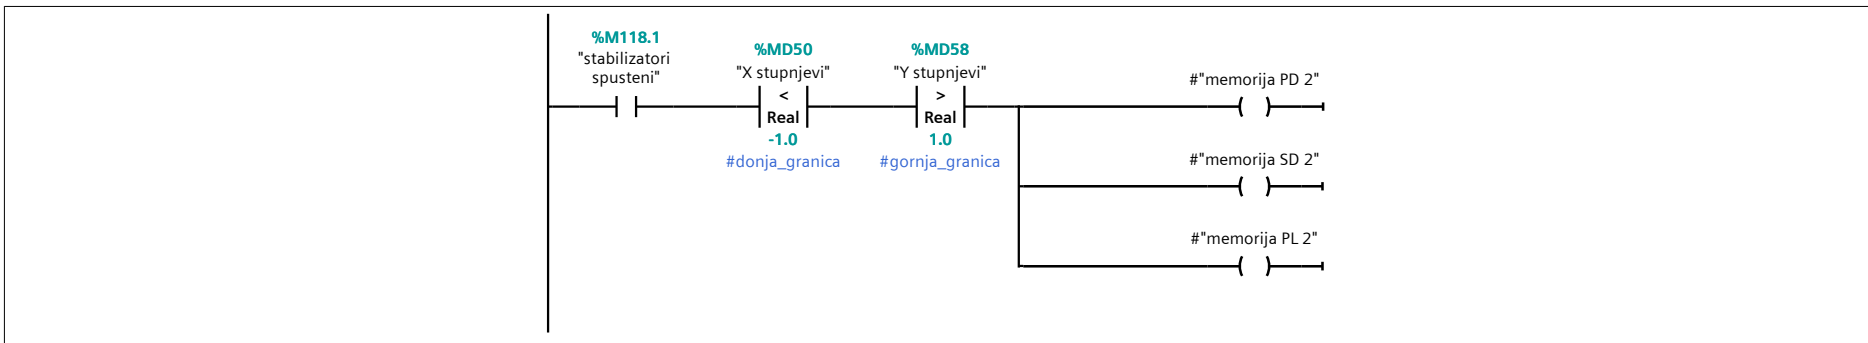 %M118.1
"stabilizatori
spusteni"
%MD50
"X stupnjevi"
<
Real
-1.0
#donja_granica
%MD58
"Y stupnjevi"
>
Real
1.0
#gornja_granica
#"memorija PD 2"
#"memorija SD 2"
#"memorija PL 2"